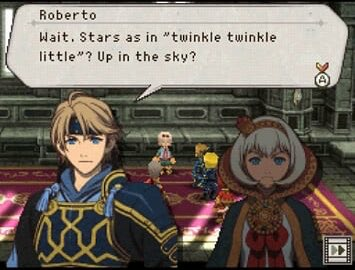 Roberto
Wait. Stars as in "twinkle twinkle
little"? Up in the sky?
A